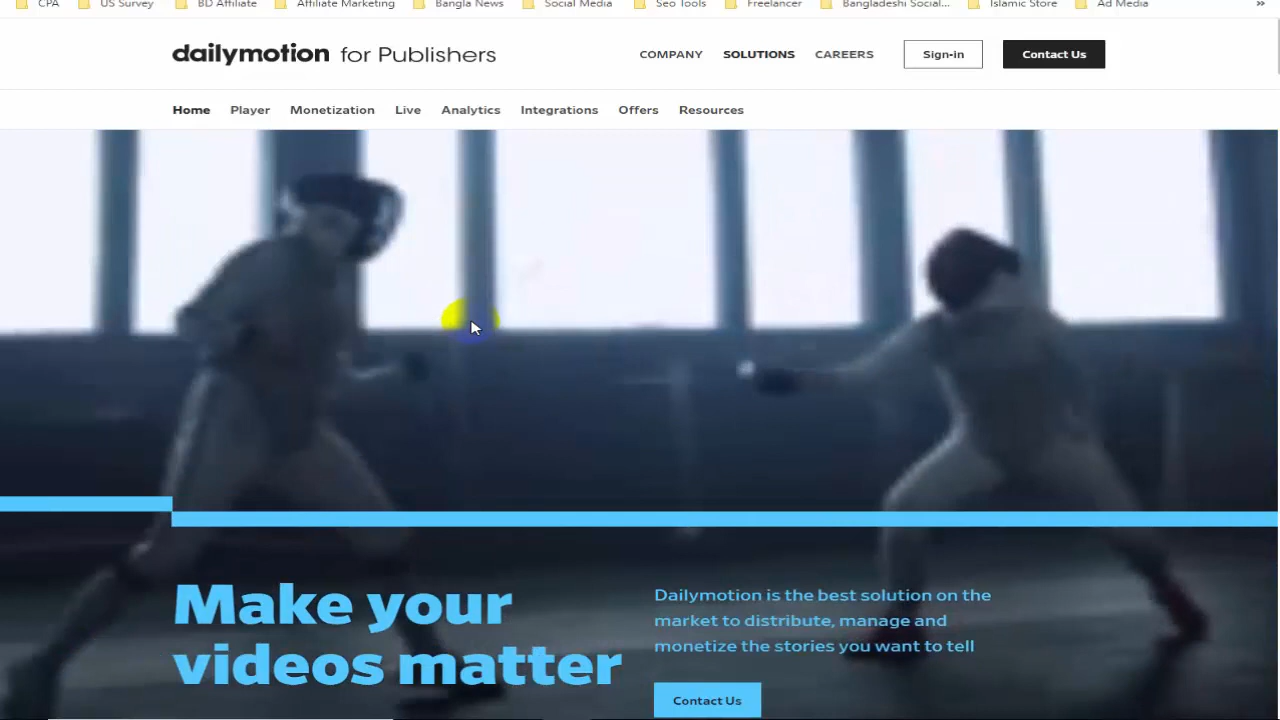 CPA US Survey BD Affiliate Affiliate Marketing Bangla News Social Media Seo Tools Freelancer Bangladeshi Social... Islamic Store Ad Media »
dailymotion for Publishers COMPANY SOLUTIONS CAREERS Sign-in Contact Us
Home Player Monetization Live Analytics Integrations Offers Resources
Make your
videos matter
Dailymotion is the best solution on the
market to distribute, manage and
monetize the stories you want to tell
Contact Us